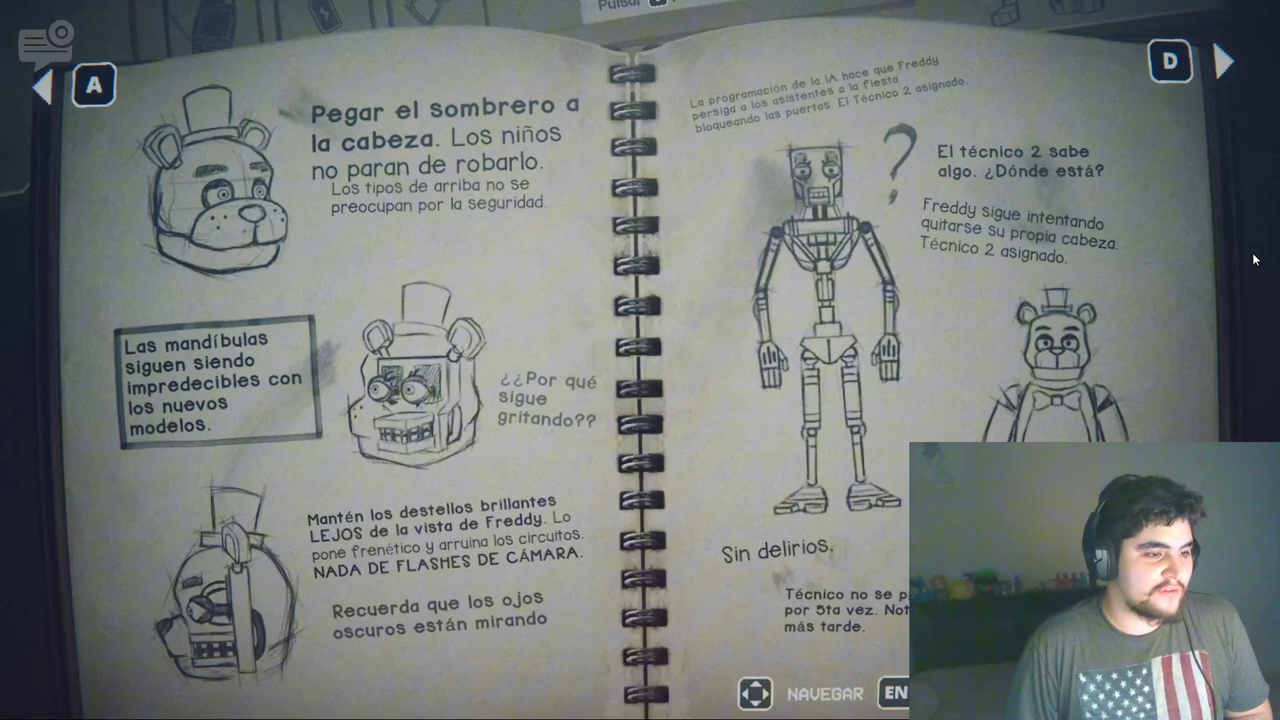 Pulsar
A
D
Pegar el sombrero a
la cabeza. Los niños
no paran de robarlo.
Los tipos de arriba no se
preocupan por la seguridad.
Las mandíbulas
siguen siendo
impredecibles con
los nuevos
modelos.
¿¿Por qué
sigue
gritando??
Mantén los destellos brillantes
LEJOS de la vista de Freddy. Lo
pone frenético y arruina los circuitos.
NADA DE FLASHES DE CÁMARA.
Recuerda que los ojos
oscuros están mirando
La programación de la IA hace que Freddy
persiga a los asistentes a la fiesta
bloqueando las puertas. El Técnico 2 asignado.
?
El técnico 2 sabe
algo. ¿Dónde está?
Freddy sigue intentando
quitarse su propia cabeza.
Técnico 2 asignado.
Sin delirios.
Técnico no se p
por 5ta vez. Not
más tarde.
NAVEGAR EN